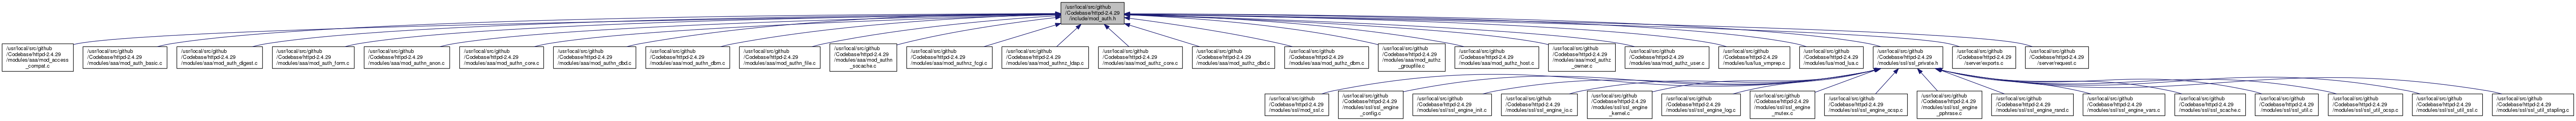 /usr/local/src/github
/Codebase/httpd-2.4.29
/include/mod_auth.h
/usr/local/src/github
/Codebase/httpd-2.4.29
/modules/aaa/mod_access
_compat.c
/usr/local/src/github
/Codebase/httpd-2.4.29
/modules/aaa/mod_auth_basic.c
/usr/local/src/github
/Codebase/httpd-2.4.29
/modules/aaa/mod_auth_digest.c
/usr/local/src/github
/Codebase/httpd-2.4.29
/modules/aaa/mod_auth_form.c
/usr/local/src/github
/Codebase/httpd-2.4.29
/modules/aaa/mod_authn_anon.c
/usr/local/src/github
/Codebase/httpd-2.4.29
/modules/aaa/mod_authn_core.c
/usr/local/src/github
/Codebase/httpd-2.4.29
/modules/aaa/mod_authn_dbd.c
/usr/local/src/github
/Codebase/httpd-2.4.29
/modules/aaa/mod_authn_dbm.c
/usr/local/src/github
/Codebase/httpd-2.4.29
/modules/aaa/mod_authn_file.c
/usr/local/src/github
/Codebase/httpd-2.4.29
/modules/aaa/mod_authn
_socache.c
/usr/local/src/github
/Codebase/httpd-2.4.29
/modules/aaa/mod_authnz_fcgi.c
/usr/local/src/github
/Codebase/httpd-2.4.29
/modules/aaa/mod_authnz_ldap.c
/usr/local/src/github
/Codebase/httpd-2.4.29
/modules/aaa/mod_authz_core.c
/usr/local/src/github
/Codebase/httpd-2.4.29
/modules/aaa/mod_authz_dbd.c
/usr/local/src/github
/Codebase/httpd-2.4.29
/modules/aaa/mod_authz_dbm.c
/usr/local/src/github
/Codebase/httpd-2.4.29
/modules/aaa/mod_authz
_groupfile.c
/usr/local/src/github
/Codebase/httpd-2.4.29
/modules/aaa/mod_authz_host.c
/usr/local/src/github
/Codebase/httpd-2.4.29
/modules/aaa/mod_authz
_owner.c
/usr/local/src/github
/Codebase/httpd-2.4.29
/modules/aaa/mod_authz_user.c
/usr/local/src/github
/Codebase/httpd-2.4.29
/modules/lua/lua_vmprep.c
/usr/local/src/github
/Codebase/httpd-2.4.29
/modules/lua/mod_lua.c
/usr/local/src/github
/Codebase/httpd-2.4.29
/modules/ssl/ssl_private.h
/usr/local/src/github
/Codebase/httpd-2.4.29
/server/exports.c
/usr/local/src/github
/Codebase/httpd-2.4.29
/server/request.c
/usr/local/src/github
/Codebase/httpd-2.4.29
/modules/ssl/mod_ssl.c
/usr/local/src/github
/Codebase/httpd-2.4.29
/modules/ssl/ssl_engine
_config.c
/usr/local/src/github
/Codebase/httpd-2.4.29
/modules/ssl/ssl_engine_init.c
/usr/local/src/github
/Codebase/httpd-2.4.29
/modules/ssl/ssl_engine_io.c
/usr/local/src/github
/Codebase/httpd-2.4.29
/modules/ssl/ssl_engine
_kernel.c
/usr/local/src/github
/Codebase/httpd-2.4.29
/modules/ssl/ssl_engine_log.c
/usr/local/src/github
/Codebase/httpd-2.4.29
/modules/ssl/ssl_engine
_mutex.c
/usr/local/src/github
/Codebase/httpd-2.4.29
/modules/ssl/ssl_engine_ocsp.c
/usr/local/src/github
/Codebase/httpd-2.4.29
/modules/ssl/ssl_engine
_pphrase.c
/usr/local/src/github
/Codebase/httpd-2.4.29
/modules/ssl/ssl_engine_rand.c
/usr/local/src/github
/Codebase/httpd-2.4.29
/modules/ssl/ssl_engine_vars.c
/usr/local/src/github
/Codebase/httpd-2.4.29
/modules/ssl/ssl_scache.c
/usr/local/src/github
/Codebase/httpd-2.4.29
/modules/ssl/ssl_util.c
/usr/local/src/github
/Codebase/httpd-2.4.29
/modules/ssl/ssl_util_ocsp.c
/usr/local/src/github
/Codebase/httpd-2.4.29
/modules/ssl/ssl_util_ssl.c
/usr/local/src/github
/Codebase/httpd-2.4.29
/modules/ssl/ssl_util_stapling.c